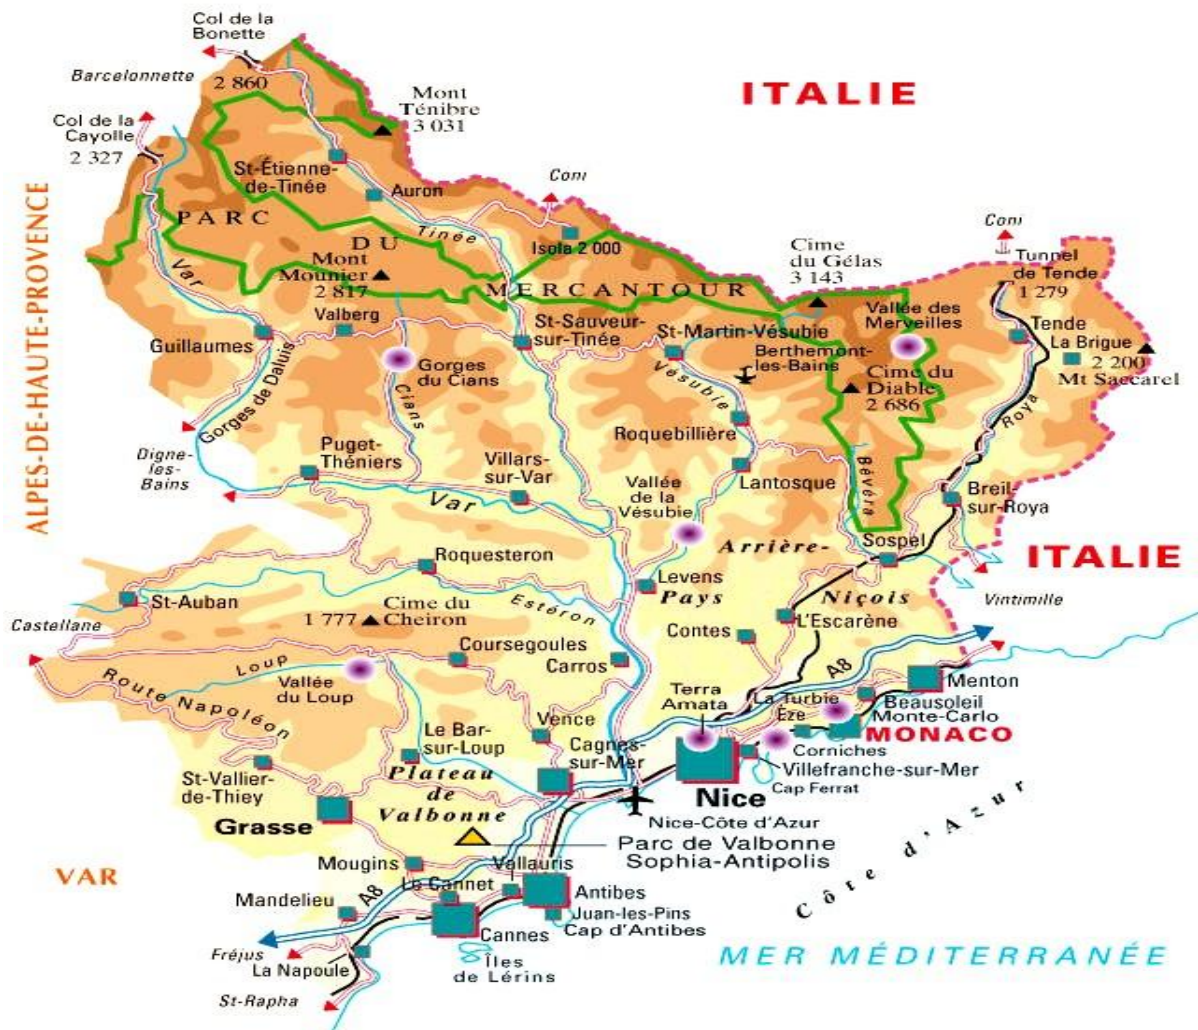 Col de la
Bonette
Barcelonnette
2 860
Mont
Ténibre
3 031
ITALIE
Col de la
Cayolle
2 327
St-Étienne-
de-Tinée
Auron
Coni
ALPES-DE-HAUTE-PROVENCE
PARC
DU
MERCANTOUR
Tinée
Isola 2 000
Coni
Cime
du Gélas
3 143
Tunnel
de Tende
1 279
Var
Mont
Mounier
2 817
Valberg
St-Sauveur-
sur-Tinée
St-Martin-Vésubie
Vallée des
Merveilles
Tende
La Brigue
2 200
Mt Saccarel
Guillaumes
Gorges
du Cians
Cians
Berthemont-
les-Bains
Vésubie
Cime du
Diable
2 686
Roya
Gorges de Daluis
Roquebillière
Digne-
les-
Bains
Puget-
Théniers
Villars-
sur-Var
Var
Vallée
de la
Vésubie
Lantosque
Bévéra
Breil-
sur-Roya
Roquesteron
Arrière-
Pays
Niçois
Sospel
ITALIE
Vintimille
St-Auban
Levens
Estéron
Castellane
1 777
Cime du
Cheiron
Contes
L'Escarène
Coursegoules
Carros
Loup
Vallée
du Loup
Route Napoléon
A8
Terra
Amata
La Turbie
Èze
Menton
Beausoleil
Monte-Carlo
MONACO
Vence
Le Bar-
sur-Loup
Cagnes-
sur-Mer
Corniches
Villefranche-sur-Mer
Cap Ferrat
St-Vallier-
de-Thiey
Plateau
de
Valbonne
Nice
Grasse
Nice-Côte d'Azur
Parc de Valbonne
Sophia-Antipolis
Côte d'Azur
VAR
Mougins
Vallauris
Le Cannet
A8
Mandelieu
Antibes
Juan-les-Pins
Cap d'Antibes
Cannes
Fréjus
La Napoule
Îles
de Lérins
St-Rapha
MER MÉDITERRANÉE